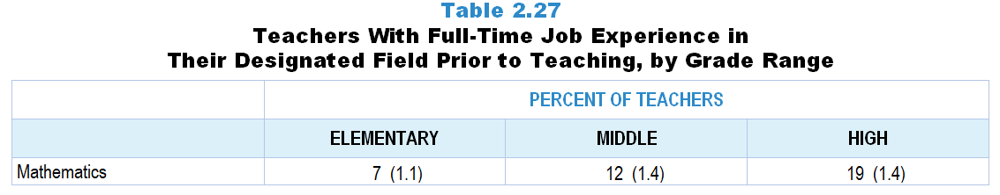 Table 2.27
Teachers With Full-Time Job Experience in
Their Designated Field Prior to Teaching, by Grade Range
PERCENT OF TEACHERS
ELEMENTARY MIDDLE HIGH
Mathematics 7 (1.1) 12 (1.4) 19 (1.4)